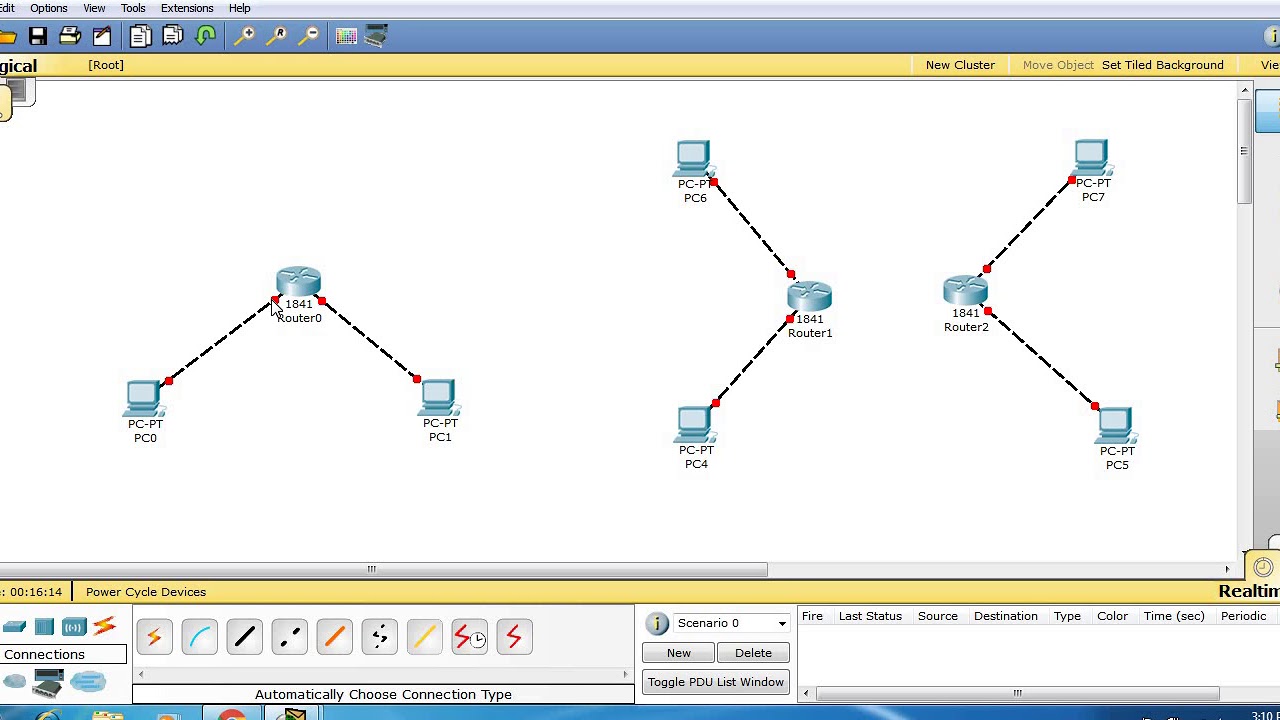 Edit Options View Tools Extensions Help
gical [Root] New Cluster Move Object Set Tiled Background Vie
PC-PT
PC6
PC-PT
PC7
1841
Router0
1841
Router1
1841
Router2
PC-PT
PC0
PC-PT
PC1
PC-PT
PC4
PC-PT
PC5
: 00:16:14 Power Cycle Devices Realtim
Connections
Automatically Choose Connection Type
Scenario 0
New Delete
Toggle PDU List Window
Fire Last Status Source Destination Type Color Time (sec) Periodic
3:10 P